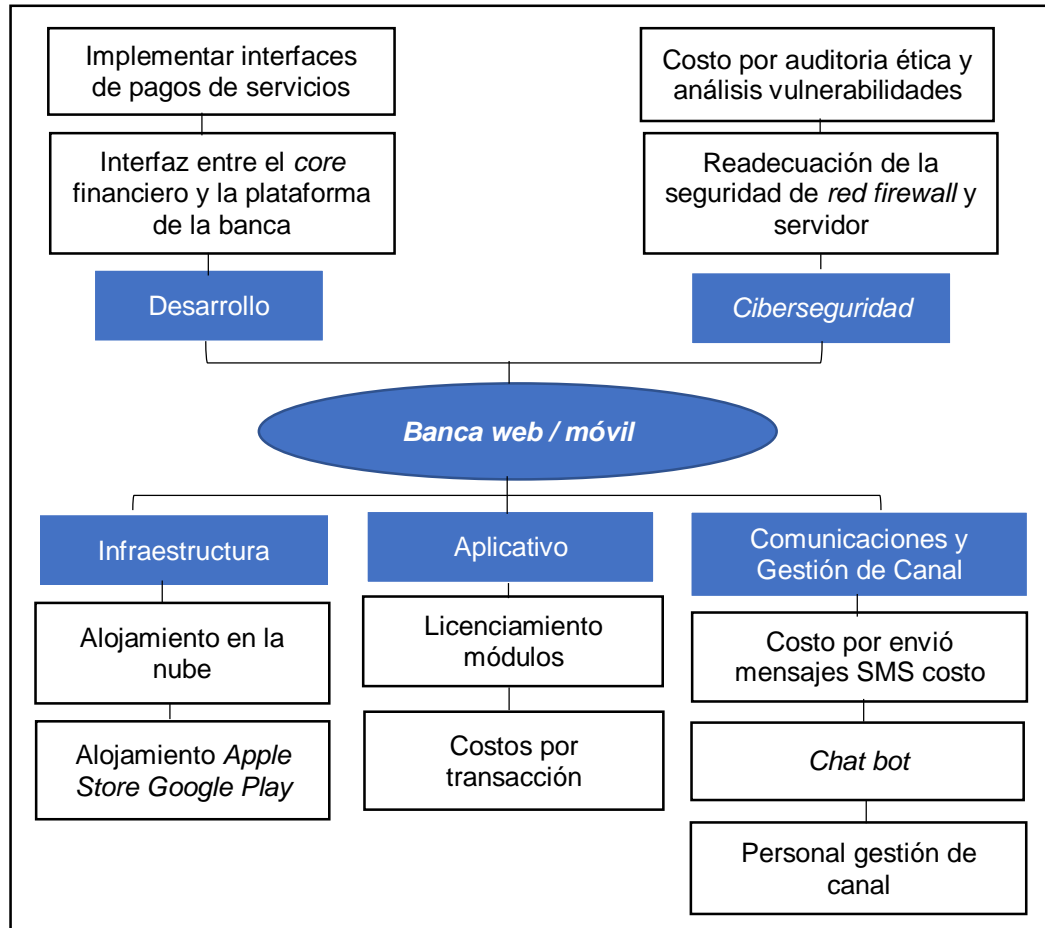 Implementar interfaces
de pagos de servicios
Costo por auditoria ética y
análisis vulnerabilidades
Interfaz entre el core
financiero y la plataforma
de la banca
Readecuación de la
seguridad de red firewall y
servidor
Desarrollo
Ciberseguridad
Banca web / móvil
Infraestructura
Aplicativo
Comunicaciones y
Gestión de Canal
Alojamiento en la
nube
Licenciamiento
módulos
Costo por envió
mensajes SMS costo
Alojamiento Apple
Store Google Play
Costos por
transacción
Chat bot
Personal gestión de
canal